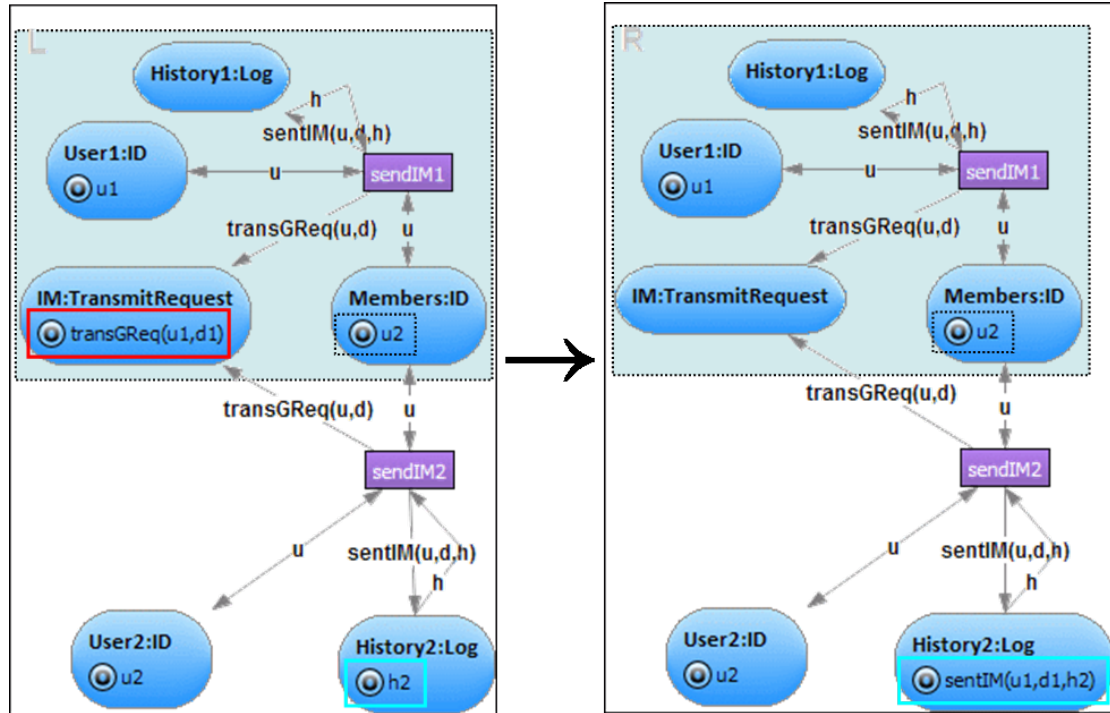 L
History1:Log
h
sentIM(u,d,h)
User1:ID
u1
u
sendIM1
transGReq(u,d)
u
IM:TransmitRequest
transGReq(u1,d1)
Members:ID
u2
transGReq(u,d)
u
sendIM2
u
sentIM(u,d,h)
h
User2:ID
u2
History2:Log
h2
R
History1:Log
h
sentIM(u,d,h)
User1:ID
u1
u
sendIM1
transGReq(u,d)
u
IM:TransmitRequest
Members:ID
u2
transGReq(u,d)
u
sendIM2
u
sentIM(u,d,h)
h
User2:ID
u2
History2:Log
sentIM(u1,d1,h2)